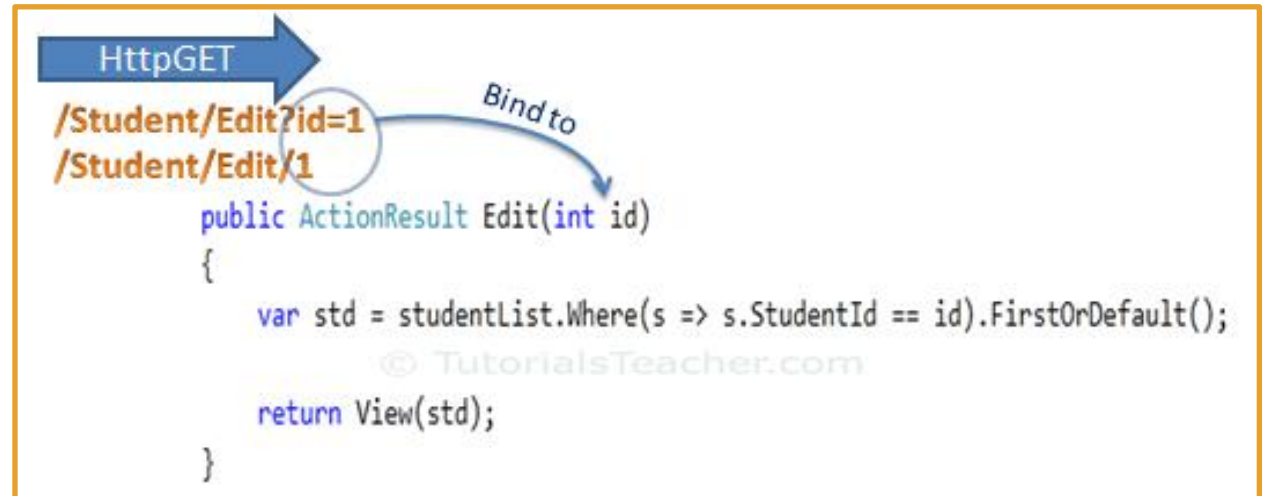 HttpGET
Bind to
/Student/Edit?id=1
/Student/Edit/1
public ActionResult Edit(int id)
{
var std = studentList.Where(s => s.StudentId == id).FirstOrDefault();
© TutorialsTeacher.com
return View(std);
}